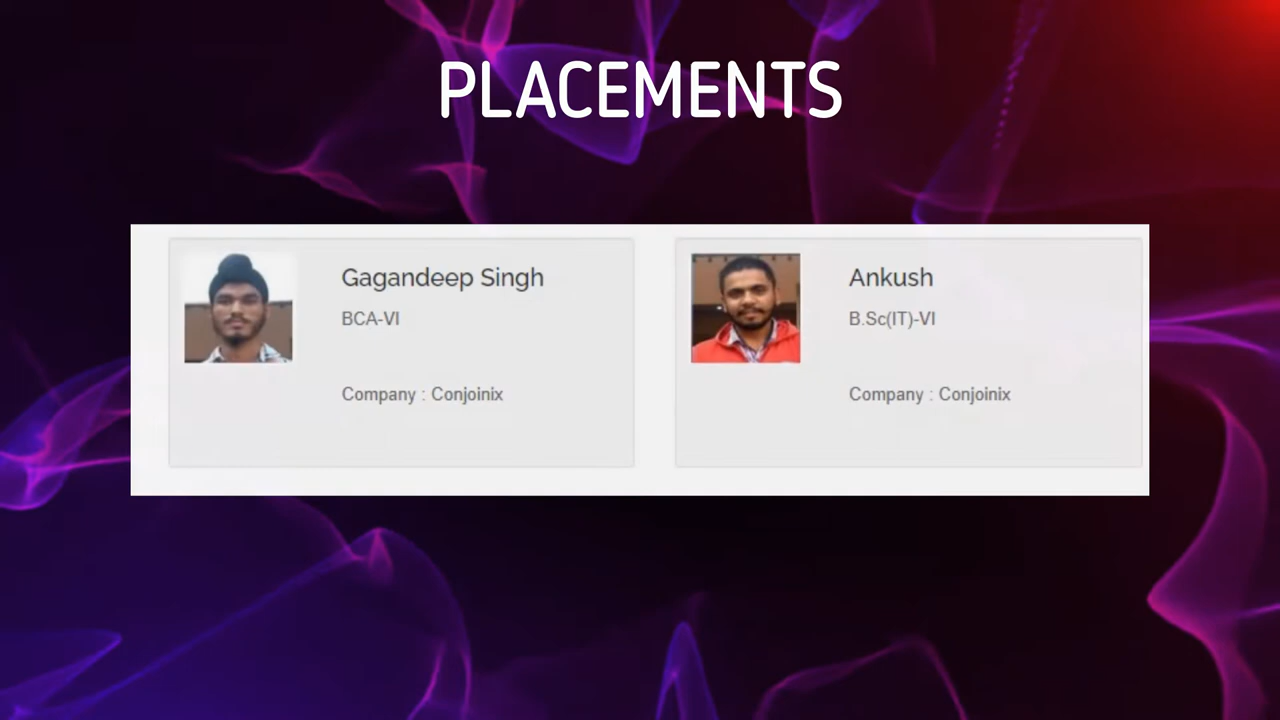 PLACEMENTS
Gagandeep Singh
BCA-VI
Company : Conjoinix
Ankush
B.Sc(IT)-VI
Company : Conjoinix